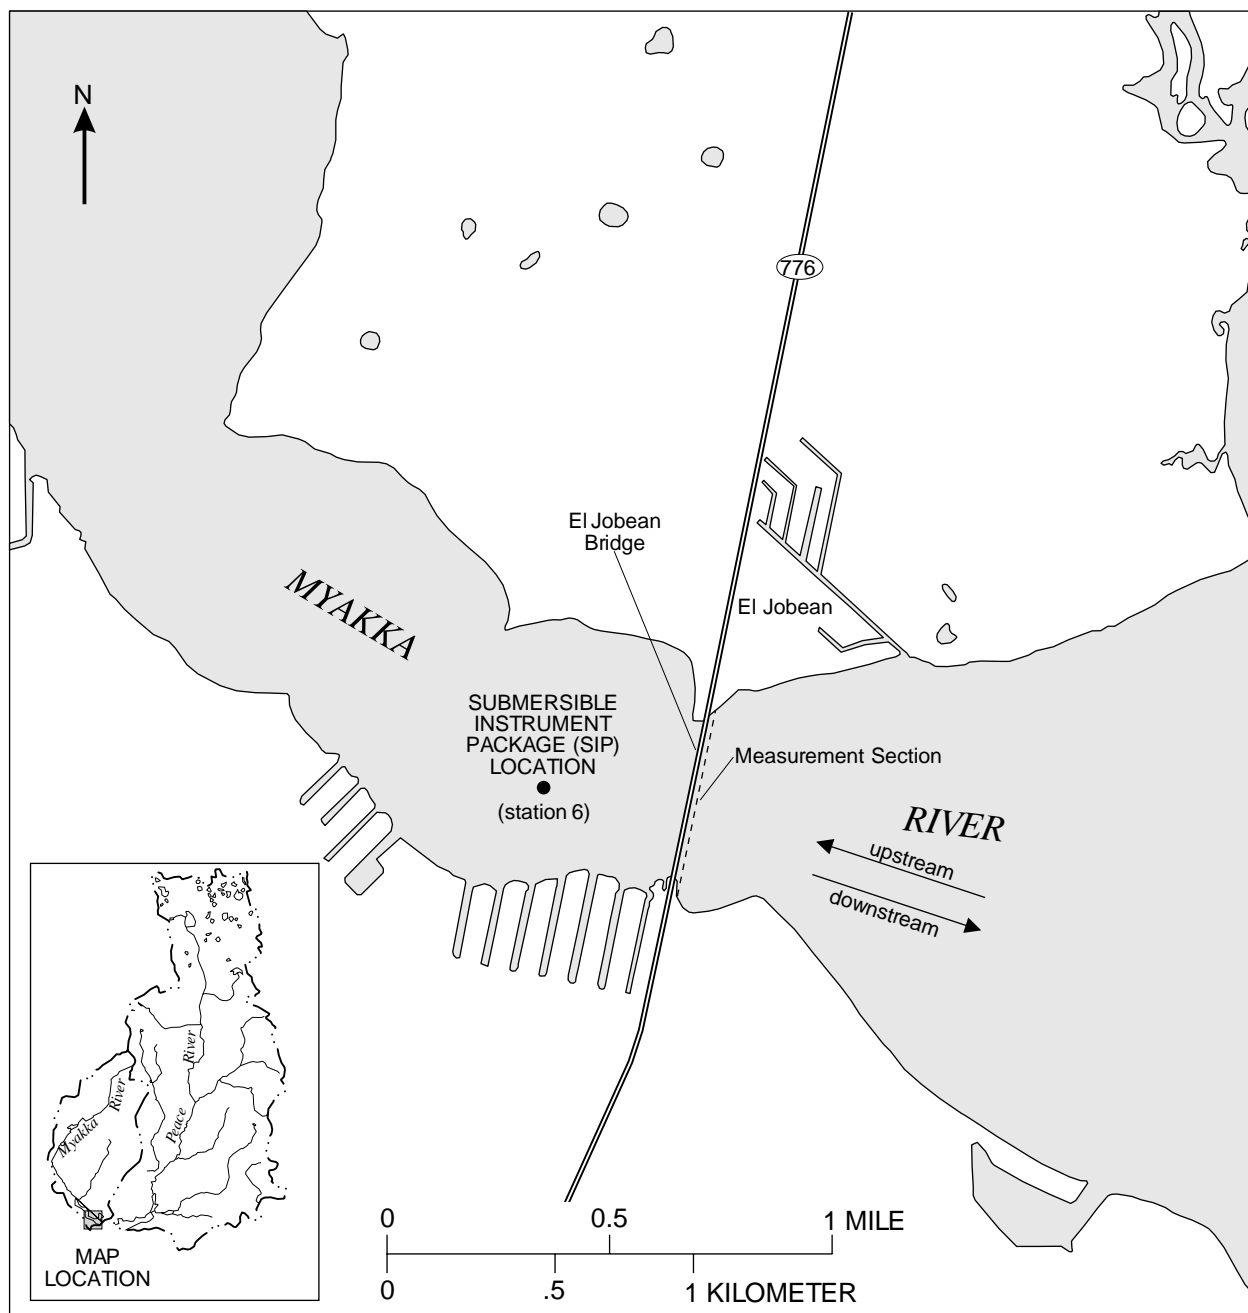 N
776
El Jobean
Bridge
MYAKKA
El Jobean
SUBMERSIBLE
INSTRUMENT
PACKAGE (SIP)
LOCATION
(station 6)
Measurement Section
RIVER
upstream
downstream
River
River
Peace
Myakka
MAP
LOCATION
0 0.5 1 MILE
0 .5 1 KILOMETER